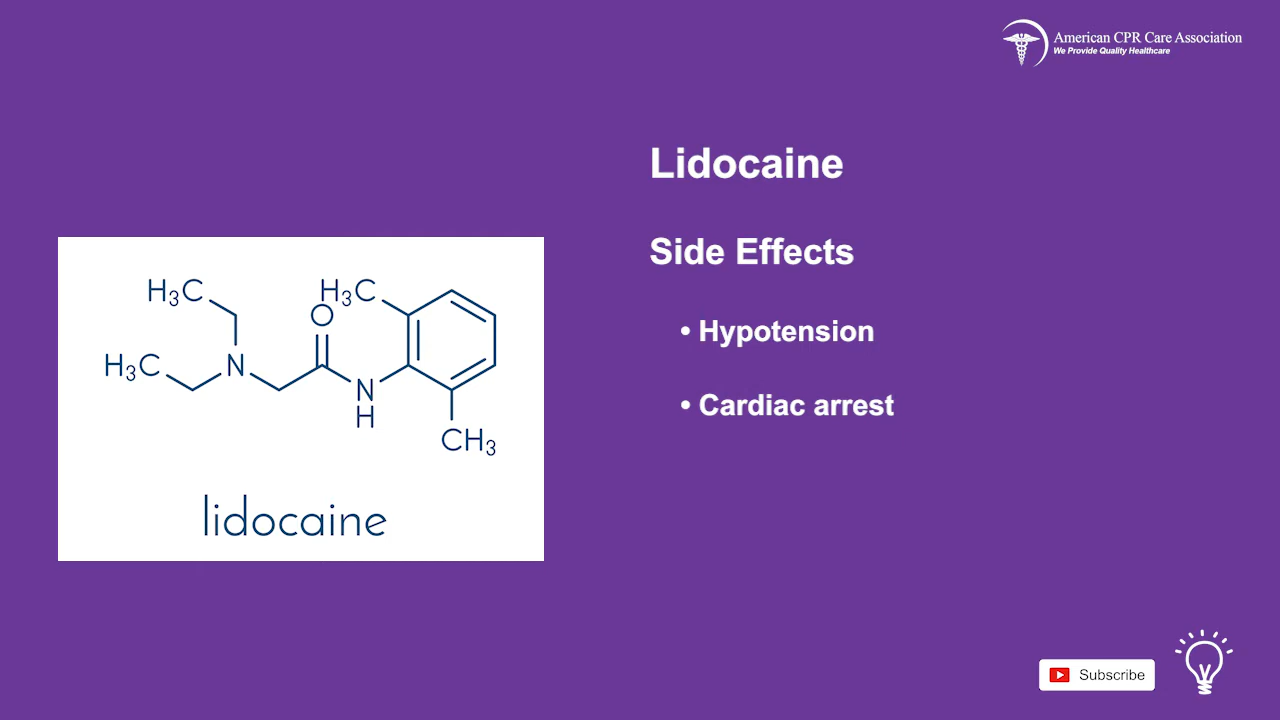 American CPR Care Association
We Provide Quality Healthcare
Lidocaine
Side Effects
• Hypotension
• Cardiac arrest
H₃C
H₃C
O
H₃C
N
N
H
CH₃
lidocaine
Subscribe